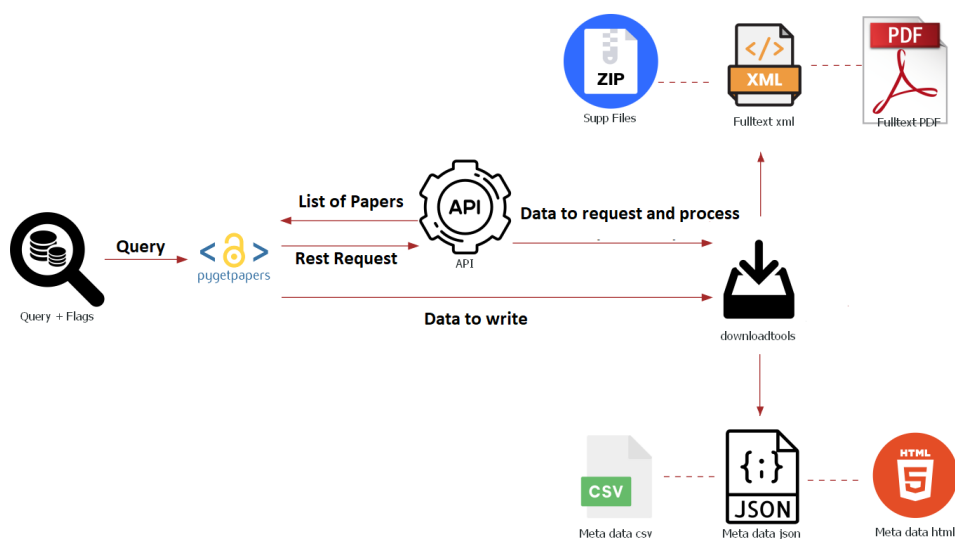 PDF
</>
ZIP
XML
Supp Files
Fulltext xml
Fulltext PDF
List of Papers
API
Data to request and process
Query
< >
pygetpapers
Rest Request
API
Query + Flags
Data to write
downloadtools
HTML
5
{;}
CSV
JSON
Meta data csv
Meta data json
Meta data html